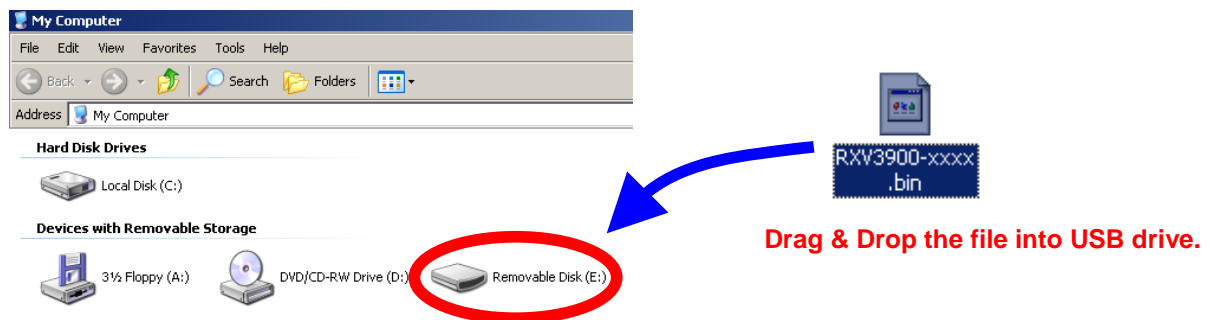 My Computer
File Edit View Favorites Tools Help
Back Search Folders
Address My Computer
Hard Disk Drives
Local Disk (C:)
Devices with Removable Storage
3½ Floppy (A:) DVD/CD-RW Drive (D:) Removable Disk (E:)
RXV3900-xxxx
.bin
Drag & Drop the file into USB drive.